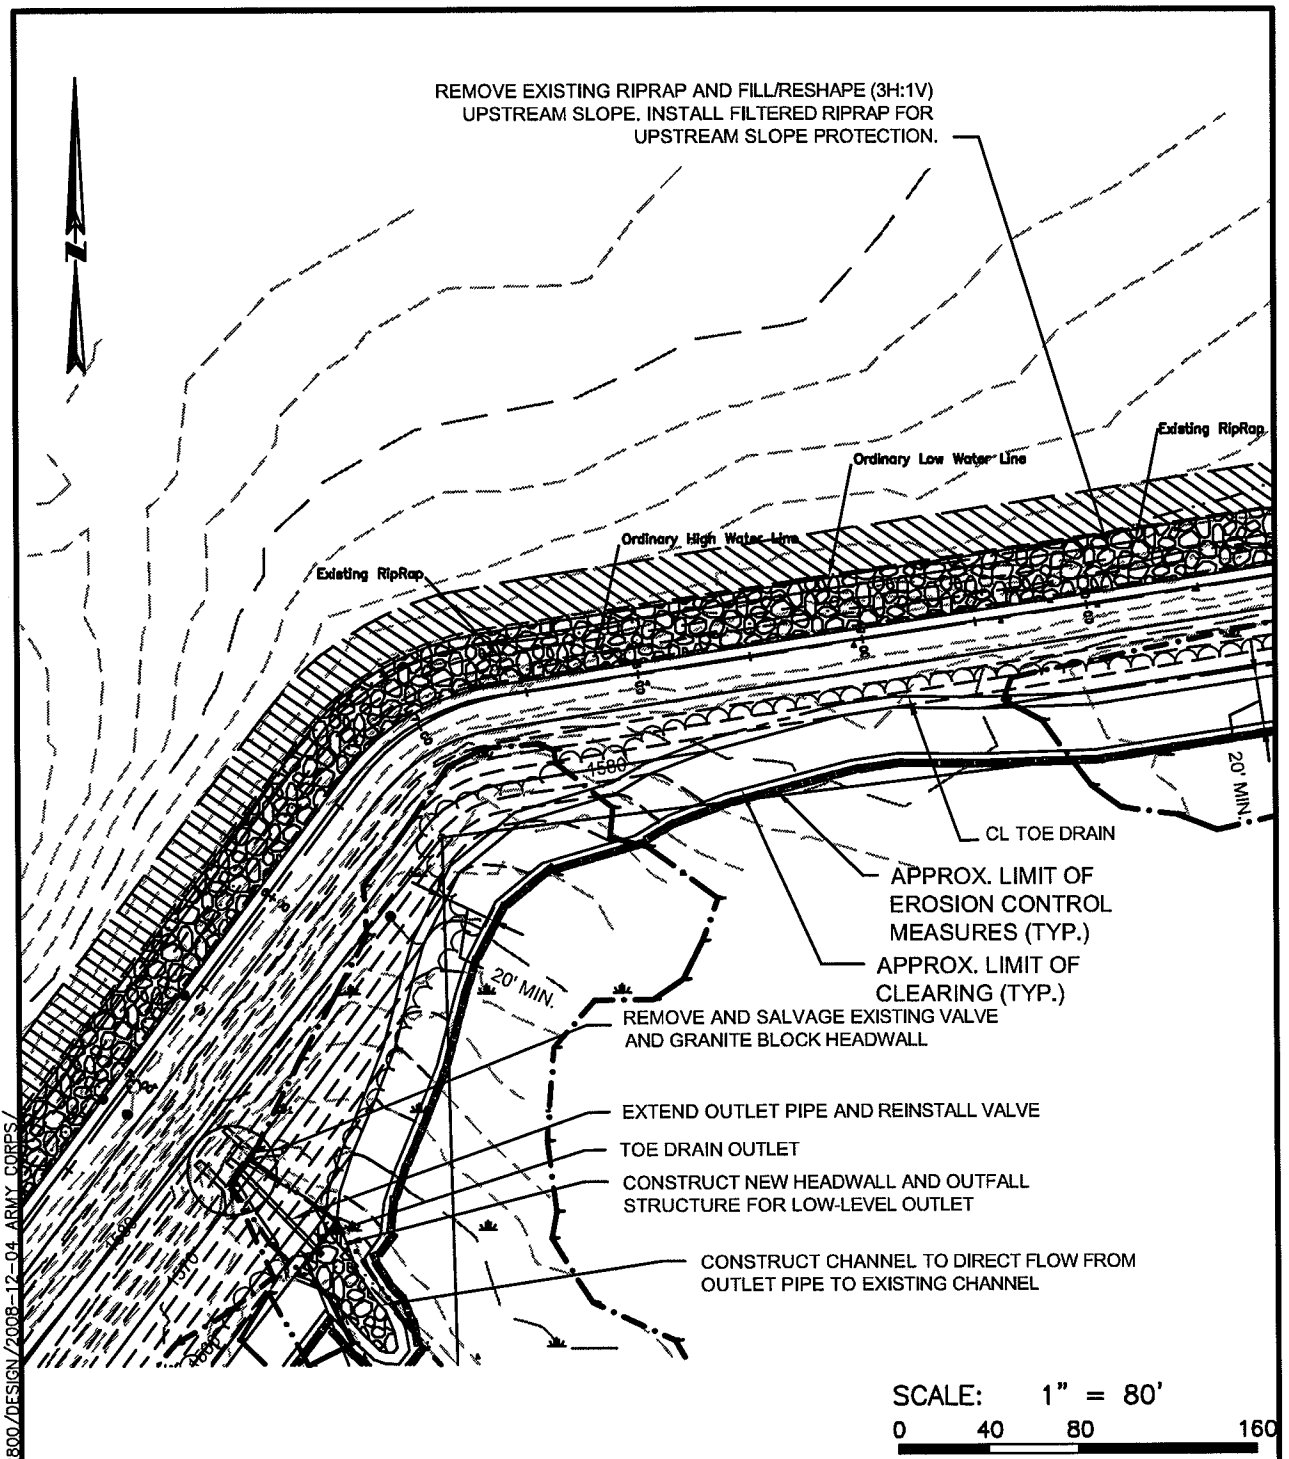 REMOVE EXISTING RIPRAP AND FILL/RESHAPE (3H:1V)
UPSTREAM SLOPE. INSTALL FILTERED RIPRAP FOR
UPSTREAM SLOPE PROTECTION.
N
Existing RipRap
Ordinary Low Water Line
Ordinary High Water Line
Existing RipRap
1580
20' MIN.
CL TOE DRAIN
APPROX. LIMIT OF
EROSION CONTROL
MEASURES (TYP.)
APPROX. LIMIT OF
CLEARING (TYP.)
20' MIN.
REMOVE AND SALVAGE EXISTING VALVE
AND GRANITE BLOCK HEADWALL
EXTEND OUTLET PIPE AND REINSTALL VALVE
TOE DRAIN OUTLET
CONSTRUCT NEW HEADWALL AND OUTFALL
STRUCTURE FOR LOW-LEVEL OUTLET
CONSTRUCT CHANNEL TO DIRECT FLOW FROM
OUTLET PIPE TO EXISTING CHANNEL
1570
800/DESIGN/2008-12-04 ARMY CORPS/
SCALE: 1" = 80'
0 40 80 160